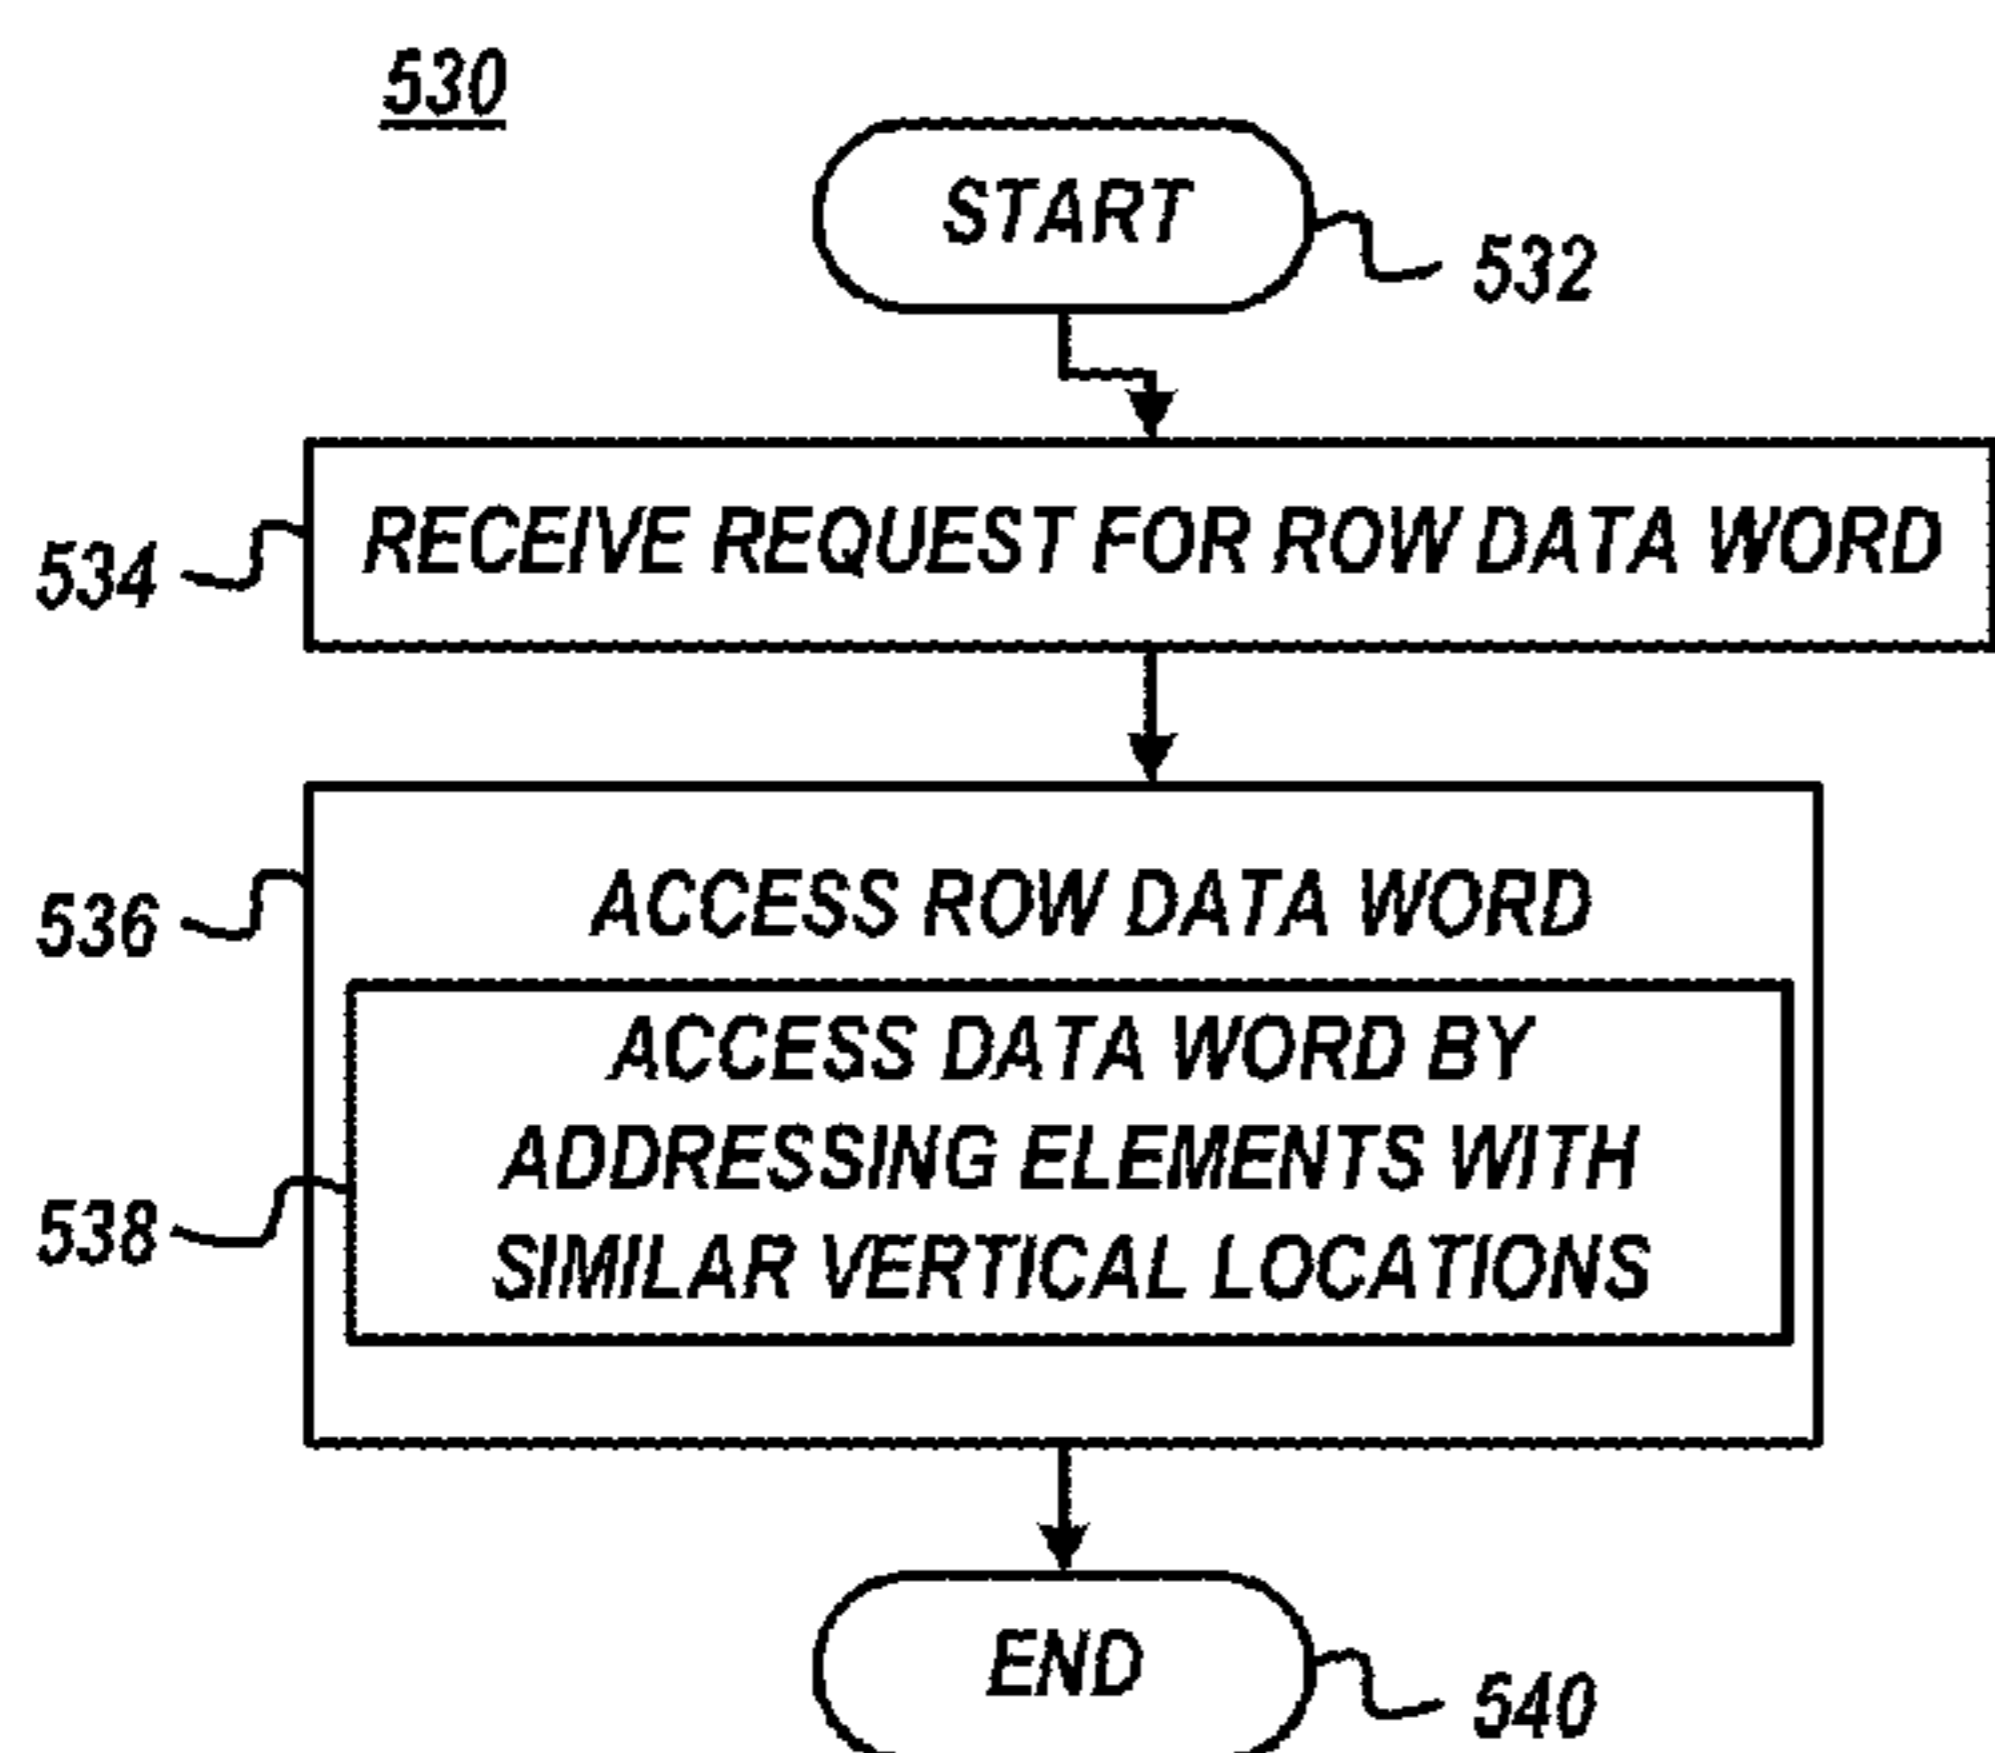 530
START
532
RECEIVE REQUEST FOR ROW DATA WORD
534
ACCESS ROW DATA WORD
536
ACCESS DATA WORD BY
ADDRESSING ELEMENTS WITH
SIMILAR VERTICAL LOCATIONS
538
END
540